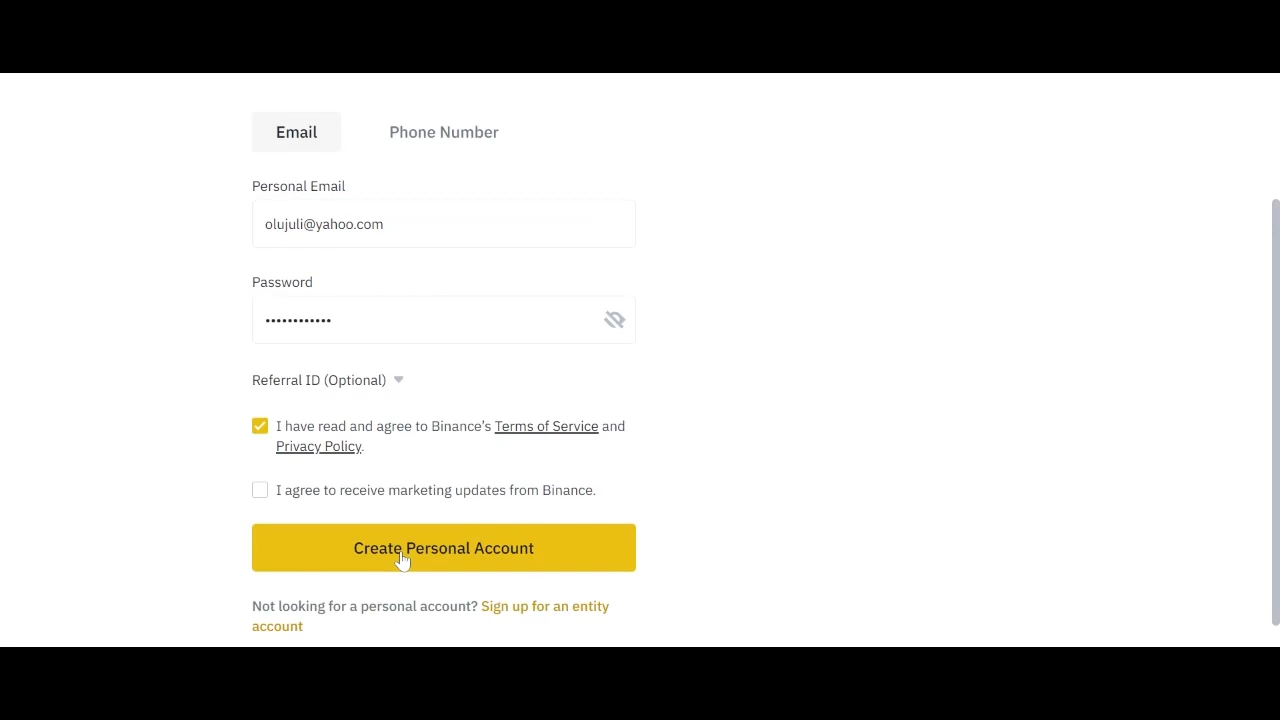 Email
Phone Number
Personal Email
olujuli@yahoo.com
Password
••••••••••••
Referral ID (Optional)
I have read and agree to Binance’s Terms of Service and
Privacy Policy.
I agree to receive marketing updates from Binance.
Create Personal Account
Not looking for a personal account? Sign up for an entity
account